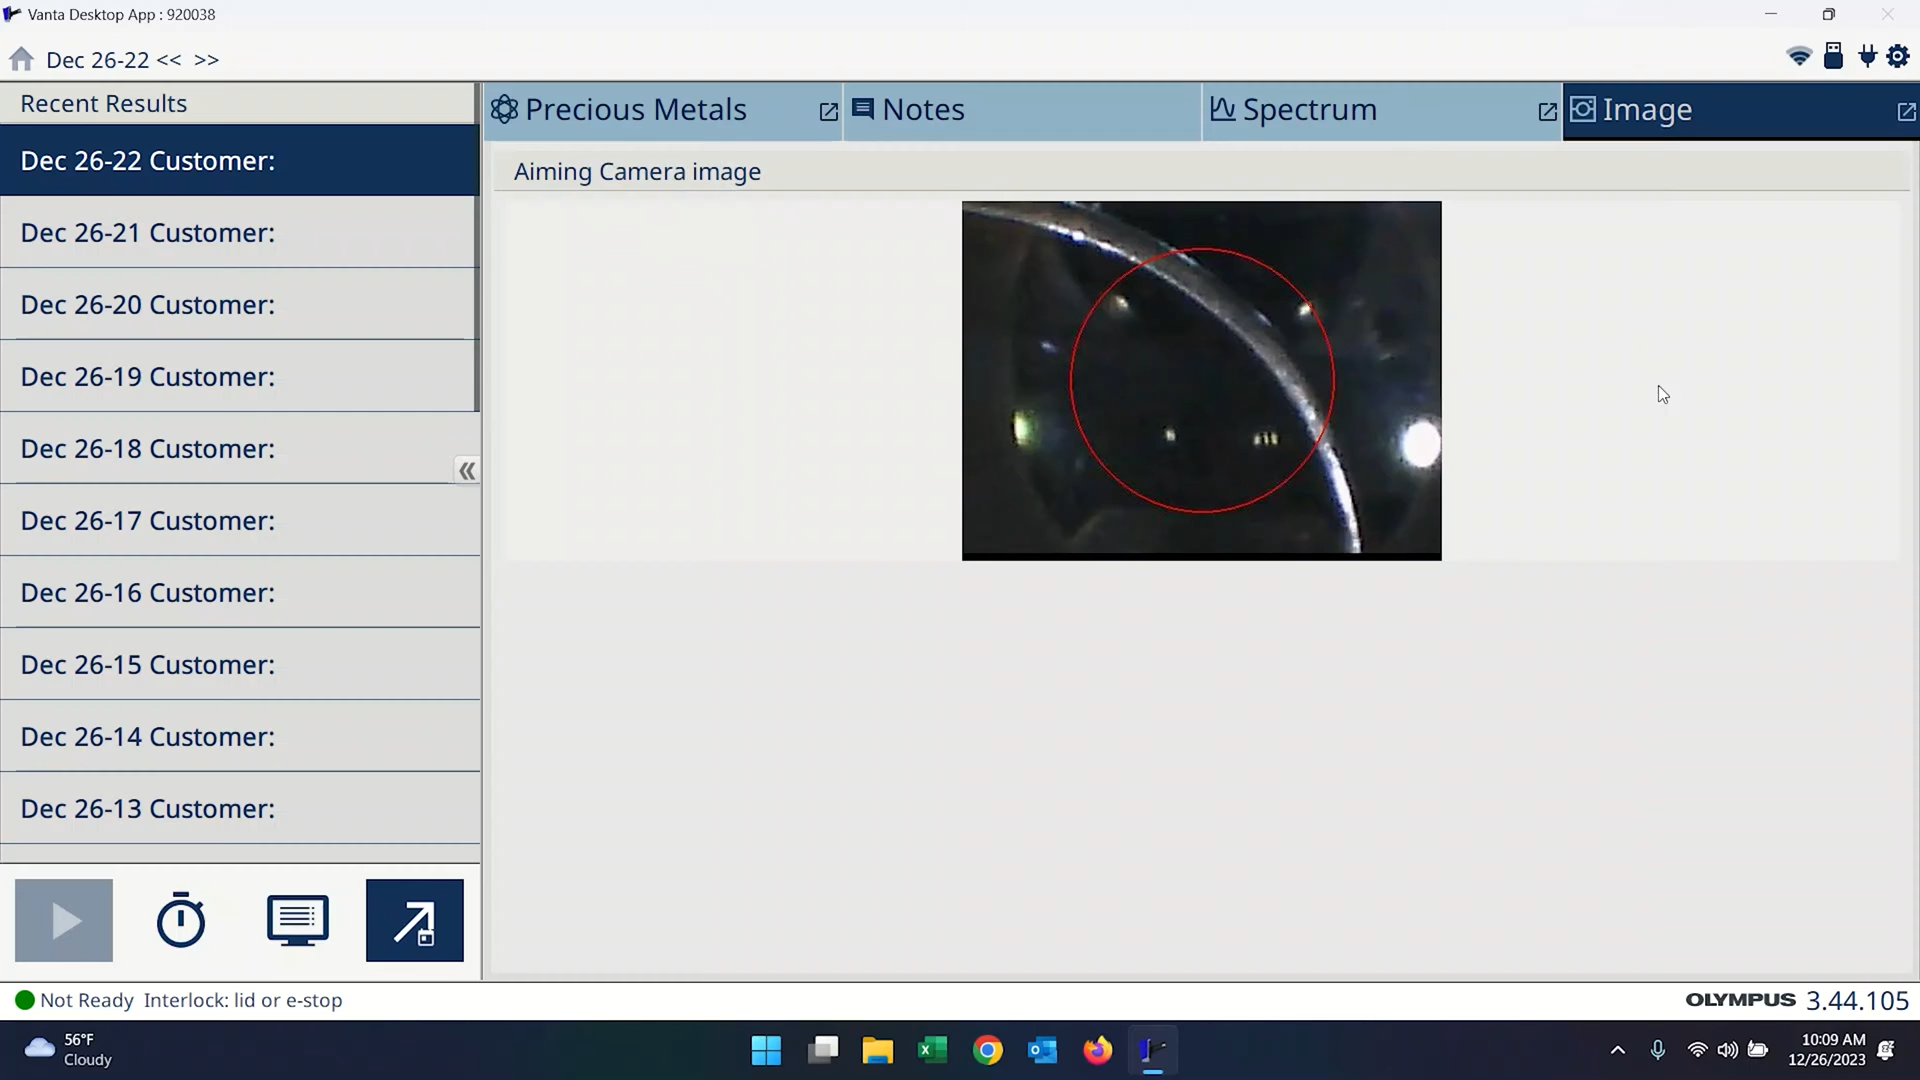 Vanta Desktop App : 920038
Dec 26-22 << >>
Recent Results
Dec 26-22 Customer:
Dec 26-21 Customer:
Dec 26-20 Customer:
Dec 26-19 Customer:
Dec 26-18 Customer:
Dec 26-17 Customer:
Dec 26-16 Customer:
Dec 26-15 Customer:
Dec 26-14 Customer:
Dec 26-13 Customer:
Precious Metals
Notes
Spectrum
Image
Aiming Camera image
Not Ready Interlock: lid or e-stop
OLYMPUS 3.44.105
56°F
Cloudy
10:09 AM
12/26/2023